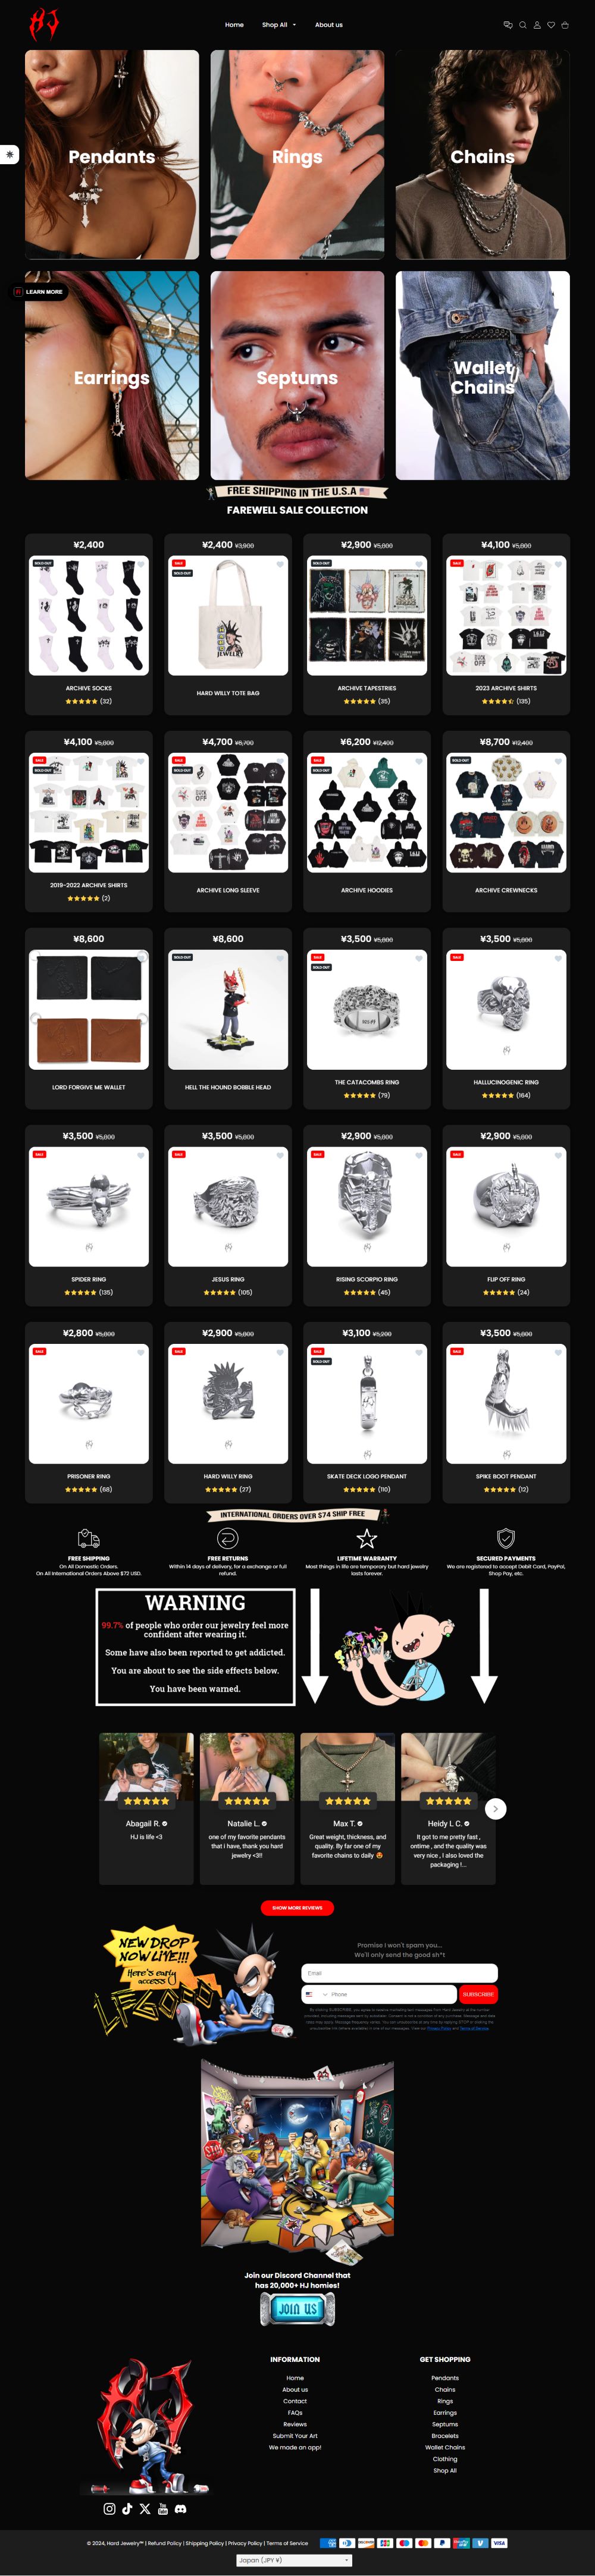 HJ
Home
Shop All
About us
Pendants
Rings
Chains
LEARN MORE
Earrings
Septums
Wallet
Chains
FREE SHIPPING IN THE U.S.A
FAREWELL SALE COLLECTION
¥2,400
¥2,400 ¥3,900
¥2,900 ¥5,800
¥4,100 ¥5,800
SOLD OUT
SALE
SOLD OUT
SOLD OUT
SALE
JEWELRY
ARCHIVE SOCKS
HARD WILLY TOTE BAG
ARCHIVE TAPESTRIES
2023 ARCHIVE SHIRTS
(32)
(35)
(135)
¥4,100 ¥5,800
¥4,700 ¥8,700
¥6,200 ¥12,400
¥8,700 ¥12,400
SALE
SOLD OUT
SALE
SOLD OUT
SALE
SOLD OUT
SOLD OUT
2019-2022 ARCHIVE SHIRTS
ARCHIVE LONG SLEEVE
ARCHIVE HOODIES
ARCHIVE CREWNECKS
(2)
¥8,600
¥8,600
¥3,500 ¥5,800
¥3,500 ¥5,800
SOLD OUT
SALE
SOLD OUT
SALE
LORD FORGIVE ME WALLET
HELL THE HOUND BOBBLE HEAD
THE CATACOMBS RING
HALLUCINOGENIC RING
(79)
(164)
¥3,500 ¥5,800
¥3,500 ¥5,800
¥2,900 ¥5,800
¥2,900 ¥5,800
SALE
SALE
SALE
SALE
SPIDER RING
JESUS RING
RISING SCORPIO RING
FLIP OFF RING
(135)
(105)
(45)
(24)
¥2,800 ¥5,800
¥2,900 ¥5,800
¥3,100 ¥5,200
¥3,500 ¥5,800
SALE
SALE
SALE
SOLD OUT
SALE
PRISONER RING
HARD WILLY RING
SKATE DECK LOGO PENDANT
SPIKE BOOT PENDANT
(68)
(27)
(110)
(12)
INTERNATIONAL ORDERS OVER $74 SHIP FREE
FREE SHIPPING
On All Domestic Orders.
On All International Orders Above $72 USD.
FREE RETURNS
Within 14 days of delivery, for a exchange or full
refund.
LIFETIME WARRANTY
Most things in life are temporary but hard jewelry
lasts forever.
SECURED PAYMENTS
We are registered to accept Debit Card, PayPal,
Shop Pay, etc.
WARNING
99.7% of people who order our jewelry feel more
confident after wearing it.
Some have also been reported to get addicted.
You are about to see the side effects below.
You have been warned.
Abagail R.
HJ is life <3
Natalie L.
one of my favorite pendants
that i have, thank you hard
jewelry <3!!
Max T.
Great weight, thickness, and
quality. By far one of my
favorite chains to daily 🤩
Heidy L C.
It got to me pretty fast ,
ontime , and the quality was
very nice , I also loved the
packaging !...
SHOW MORE REVIEWS
NEW DROP
NOW LIVE!!!
Here's early
access
Promise I won't spam you...
We'll only send the good sh*t
Email
Phone
SUBSCRIBE
Privacy Policy and Terms of Service
STOP
Join our Discord Channel that
has 20,000+ HJ homies!
JOIN US
INFORMATION
Home
About us
Contact
FAQs
Reviews
Submit Your Art
We made an app!
GET SHOPPING
Pendants
Chains
Rings
Earrings
Septums
Bracelets
Wallet Chains
Clothing
Shop All
© 2024, Hard Jewelry™ | Refund Policy | Shipping Policy | Privacy Policy | Terms of Service
DISCOVER
JCB
VISA
Japan (JPY ¥)